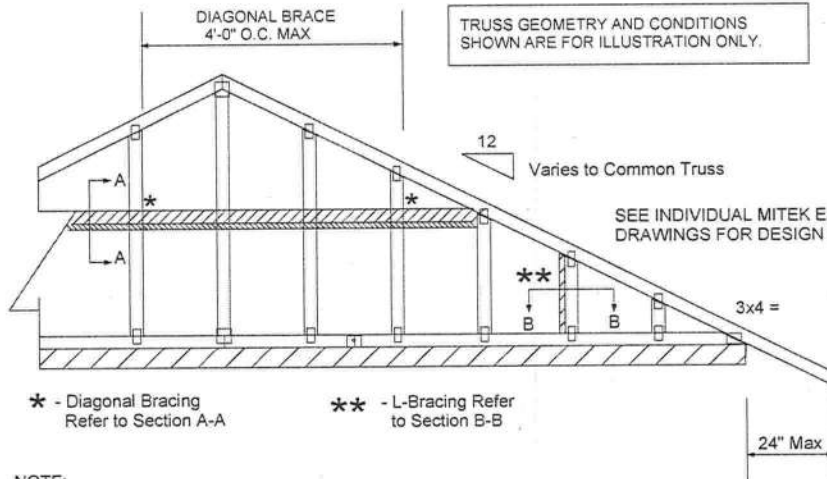 DIAGONAL BRACE
4'-0" O.C. MAX
TRUSS GEOMETRY AND CONDITIONS
SHOWN ARE FOR ILLUSTRATION ONLY.
12
Varies to Common Truss
A
*
*
SEE INDIVIDUAL MITEK E
DRAWINGS FOR DESIGN
A
**
B
B
3x4 =
* - Diagonal Bracing
Refer to Section A-A
** - L-Bracing Refer
to Section B-B
24" Max
NOTE: